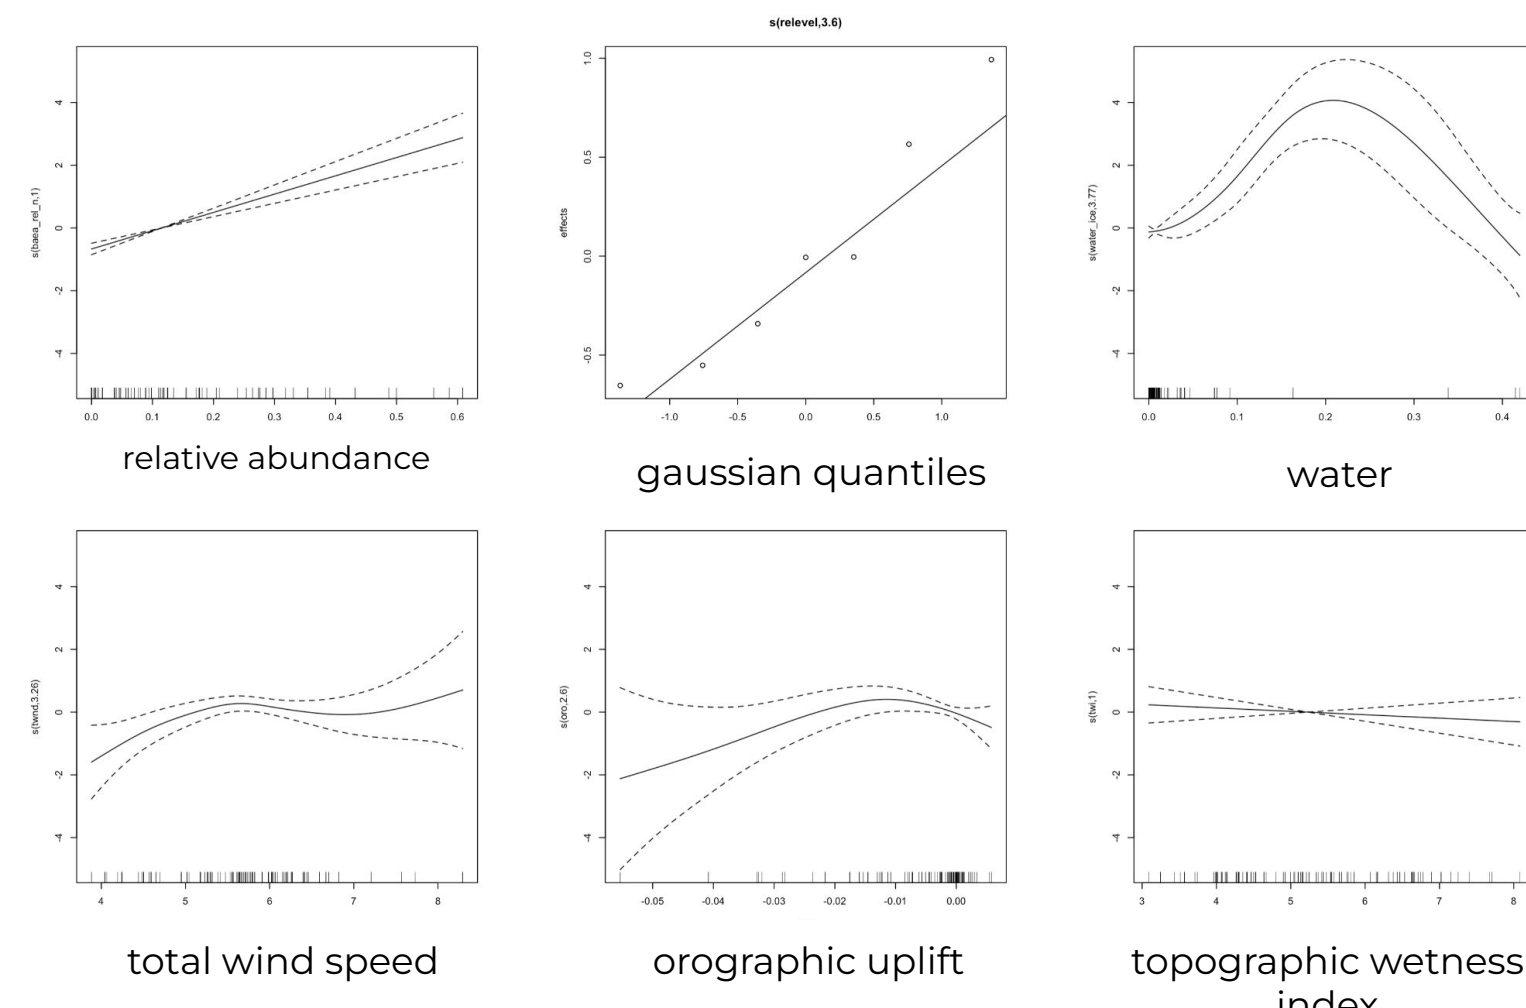 s(relevel,3.6)
s(baea_rel_n,1)
4
2
0
-2
-4
0.0 0.1 0.2 0.3 0.4 0.5 0.6
relative abundance
effects
1.0
0.5
0.0
-0.5
-1.0 -0.5 0.0 0.5 1.0
gaussian quantiles
s(water_ice,3.77)
4
2
0
-2
-4
0.0 0.1 0.2 0.3 0.4
water
s(twnd,3.26)
4
2
0
-2
-4
4 5 6 7 8
total wind speed
s(oro,2.6)
4
2
0
-2
-4
-0.05 -0.04 -0.03 -0.02 -0.01 0.00
orographic uplift
s(twi,1)
4
2
0
-2
-4
3 4 5 6 7 8
topographic wetness
index